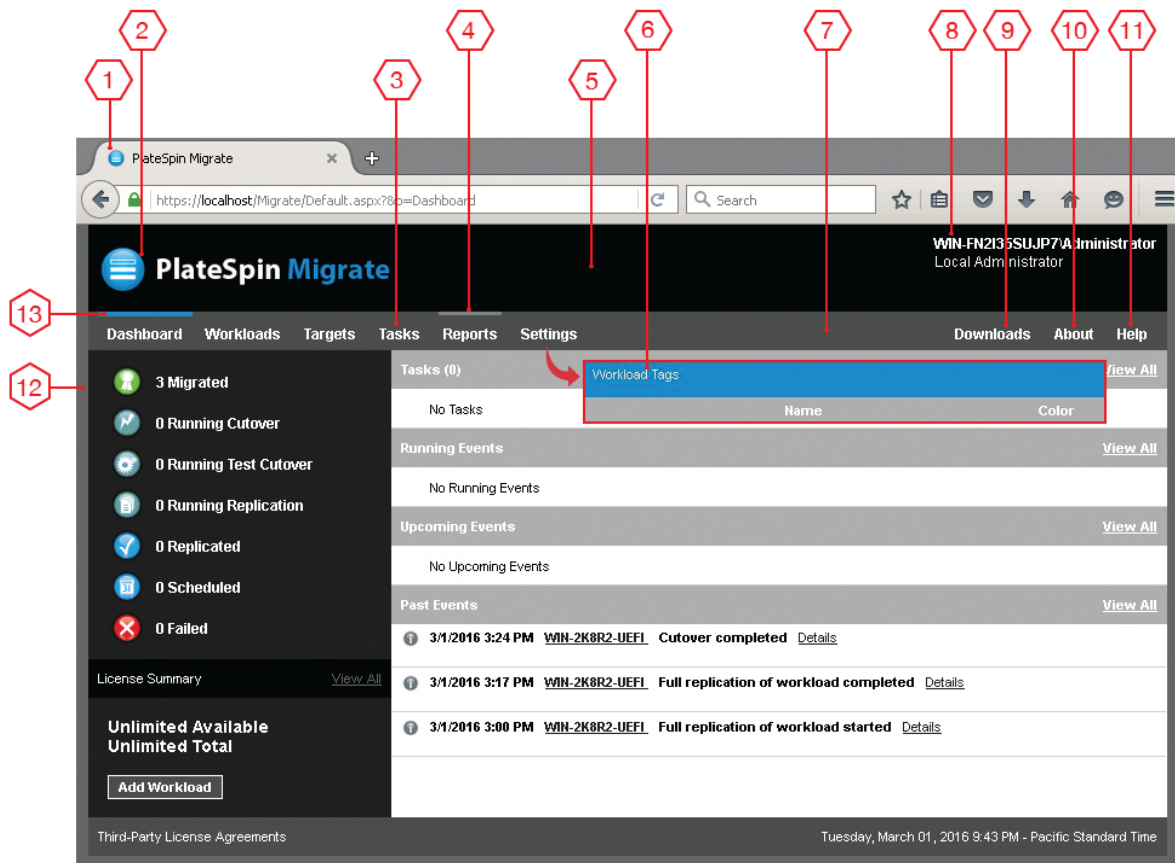 2
4
6
7
8
9
10
11
1
3
5
PlateSpin Migrate
https://localhost/Migrate/Default.aspx?&p=Dashboard
Search
PlateSpin Migrate
WIN-FN2I35SUJP7\Administrator
Local Administrator
13
Dashboard Workloads Targets Tasks Reports Settings Downloads About Help
12
3 Migrated
0 Running Cutover
0 Running Test Cutover
0 Running Replication
0 Replicated
31
0 Scheduled
0 Failed
License Summary View All
Unlimited Available
Unlimited Total
Add Workload
Tasks (0) View All
Workload Tags
Name Color
No Tasks
Running Events View All
No Running Events
Upcoming Events View All
No Upcoming Events
Past Events View All
3/1/2016 3:24 PM WIN-2K8R2-UEFI Cutover completed Details
3/1/2016 3:17 PM WIN-2K8R2-UEFI Full replication of workload completed Details
3/1/2016 3:00 PM WIN-2K8R2-UEFI Full replication of workload started Details
Third-Party License Agreements Tuesday, March 01, 2016 9:43 PM - Pacific Standard Time